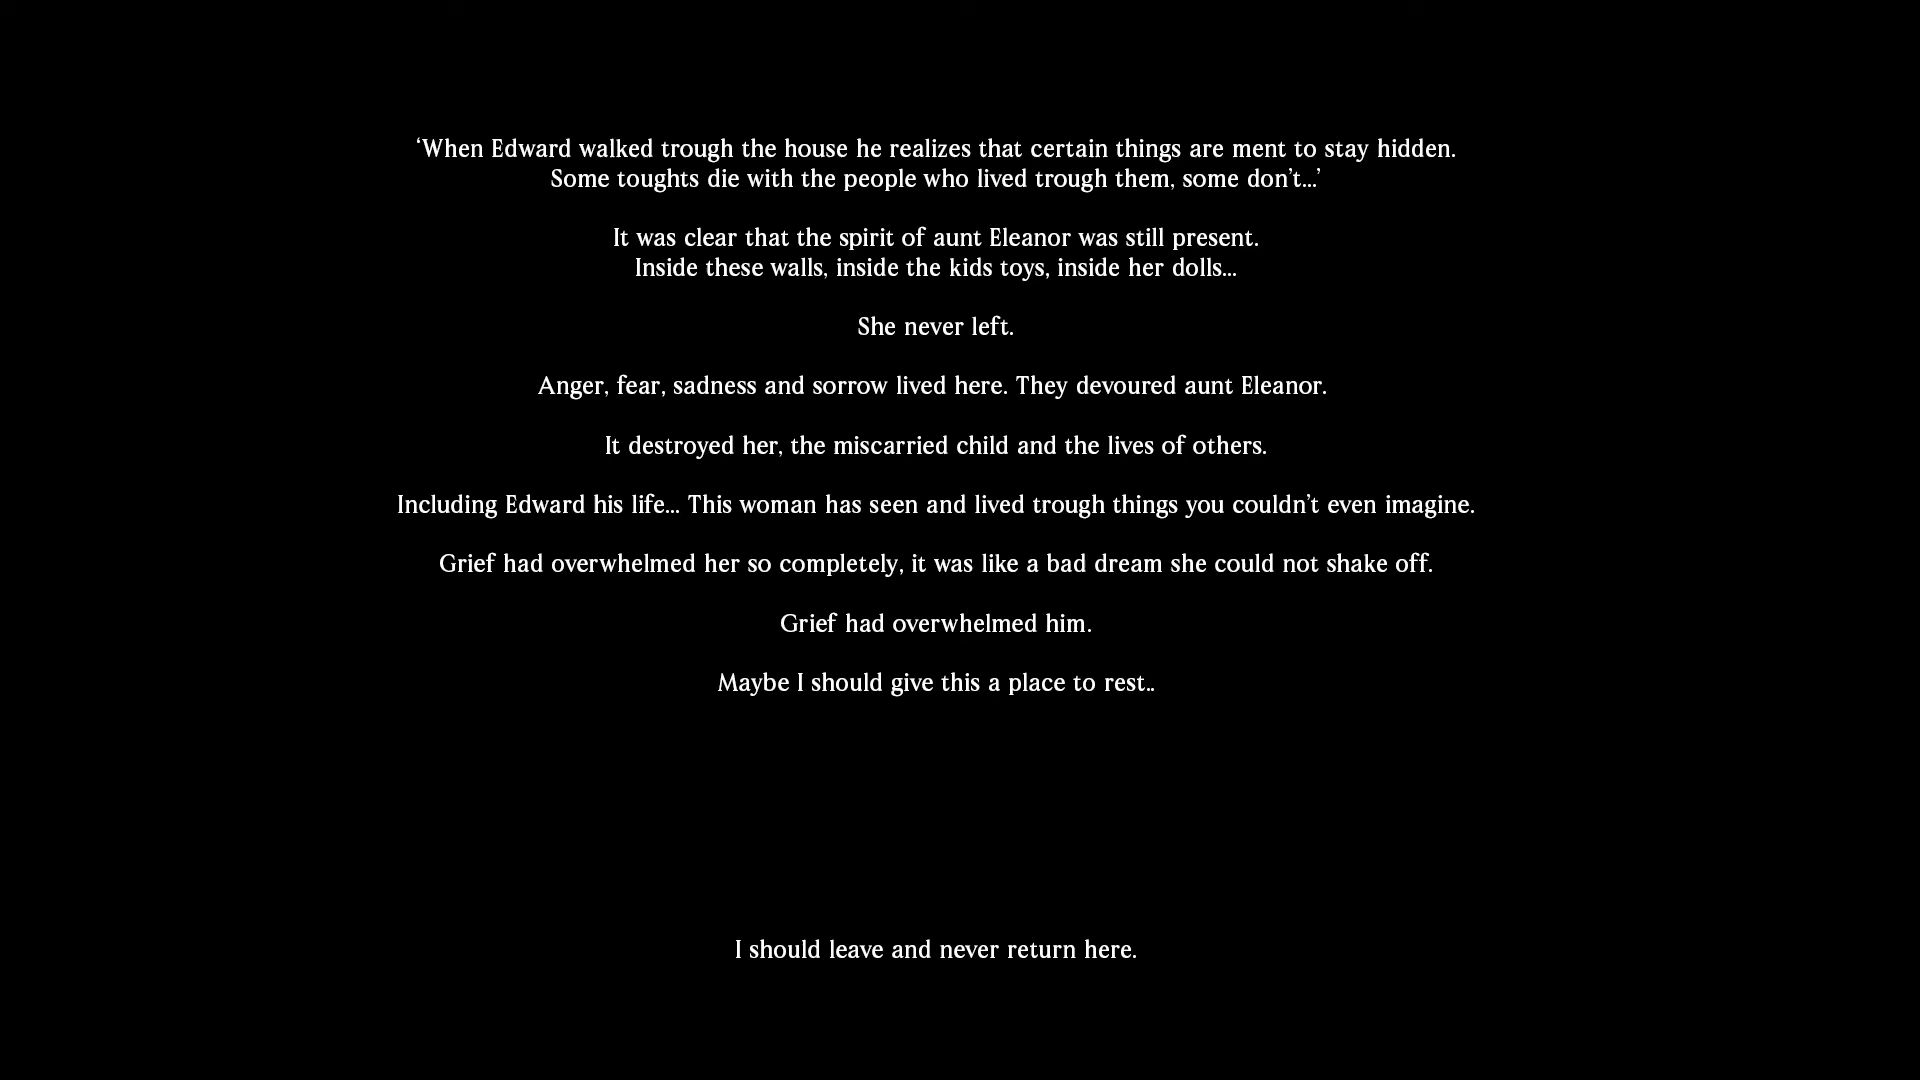 ‘When Edward walked trough the house he realizes that certain things are ment to stay hidden.
Some toughts die with the people who lived trough them, some don’t...’
It was clear that the spirit of aunt Eleanor was still present.
Inside these walls, inside the kids toys, inside her dolls...
She never left.
Anger, fear, sadness and sorrow lived here. They devoured aunt Eleanor.
It destroyed her, the miscarried child and the lives of others.
Including Edward his life... This woman has seen and lived trough things you couldn’t even imagine.
Grief had overwhelmed her so completely, it was like a bad dream she could not shake off.
Grief had overwhelmed him.
Maybe I should give this a place to rest..
I should leave and never return here.